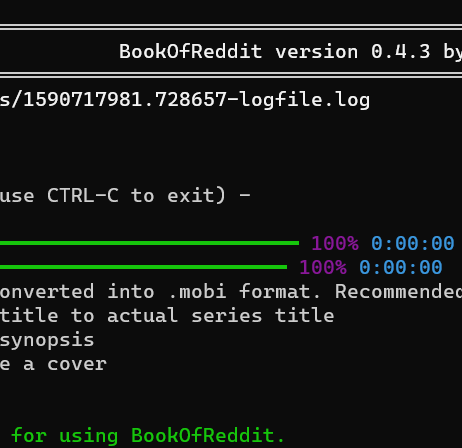 BookOfReddit version 0.4.3 by
s/1590717981.728657-logfile.log
use CTRL-C to exit) -
100% 0:00:00
100% 0:00:00
onverted into .mobi format. Recommended
title to actual series title
synopsis
e a cover
for using BookOfReddit.